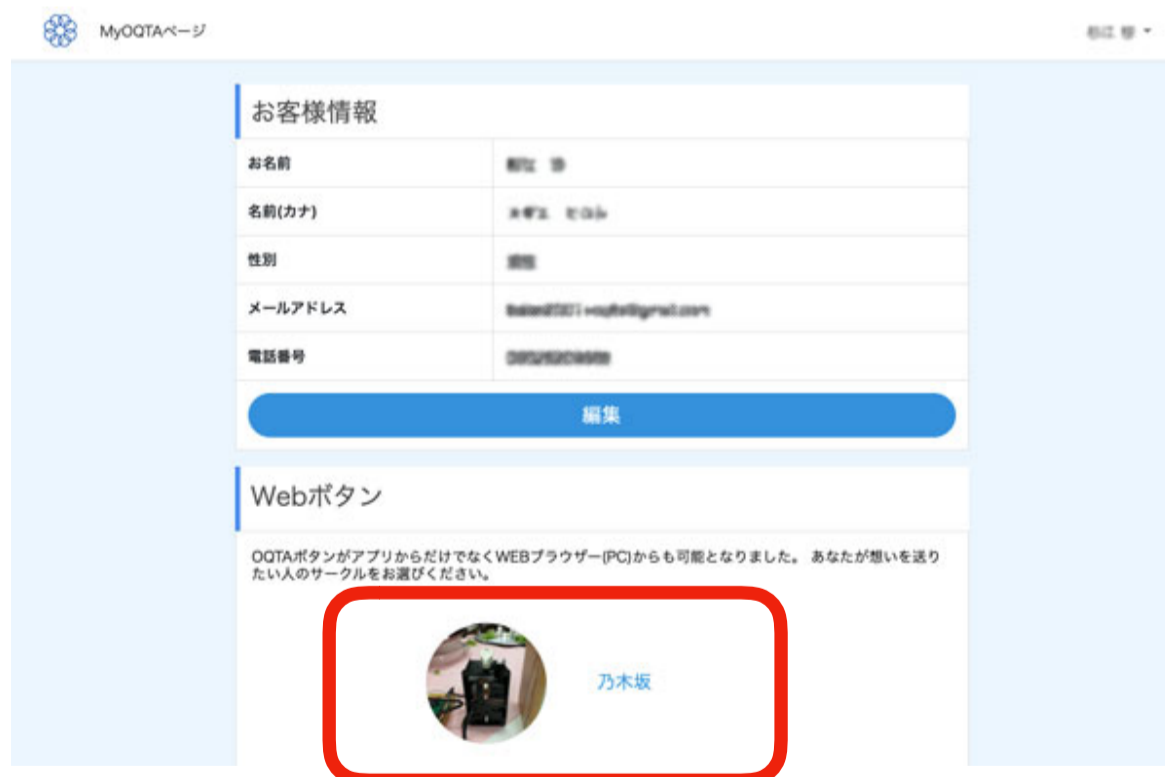 MyOQTAページ
お客様情報
お名前
名前(カナ)
性別
メールアドレス
電話番号
編集
Webボタン
OQTAボタンがアプリからだけでなくWEBブラウザー(PC)からも可能となりました。 あなたが想いを送り
たい人のサークルをお選びください。
乃木坂